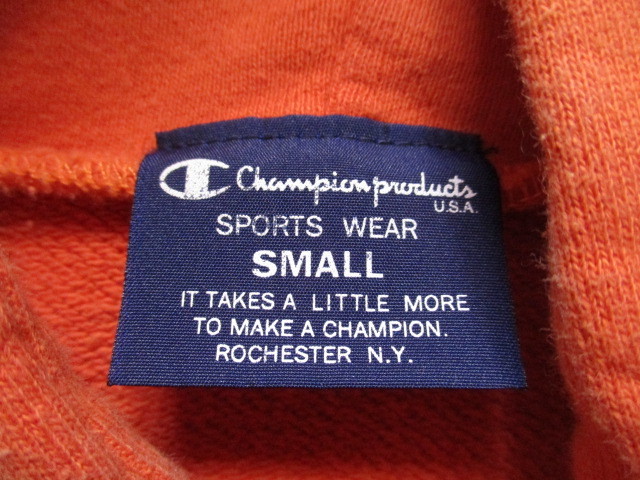 Champion products
U.S.A.
SPORTS WEAR
SMALL
IT TAKES A LITTLE MORE
TO MAKE A CHAMPION.
ROCHESTER N.Y.